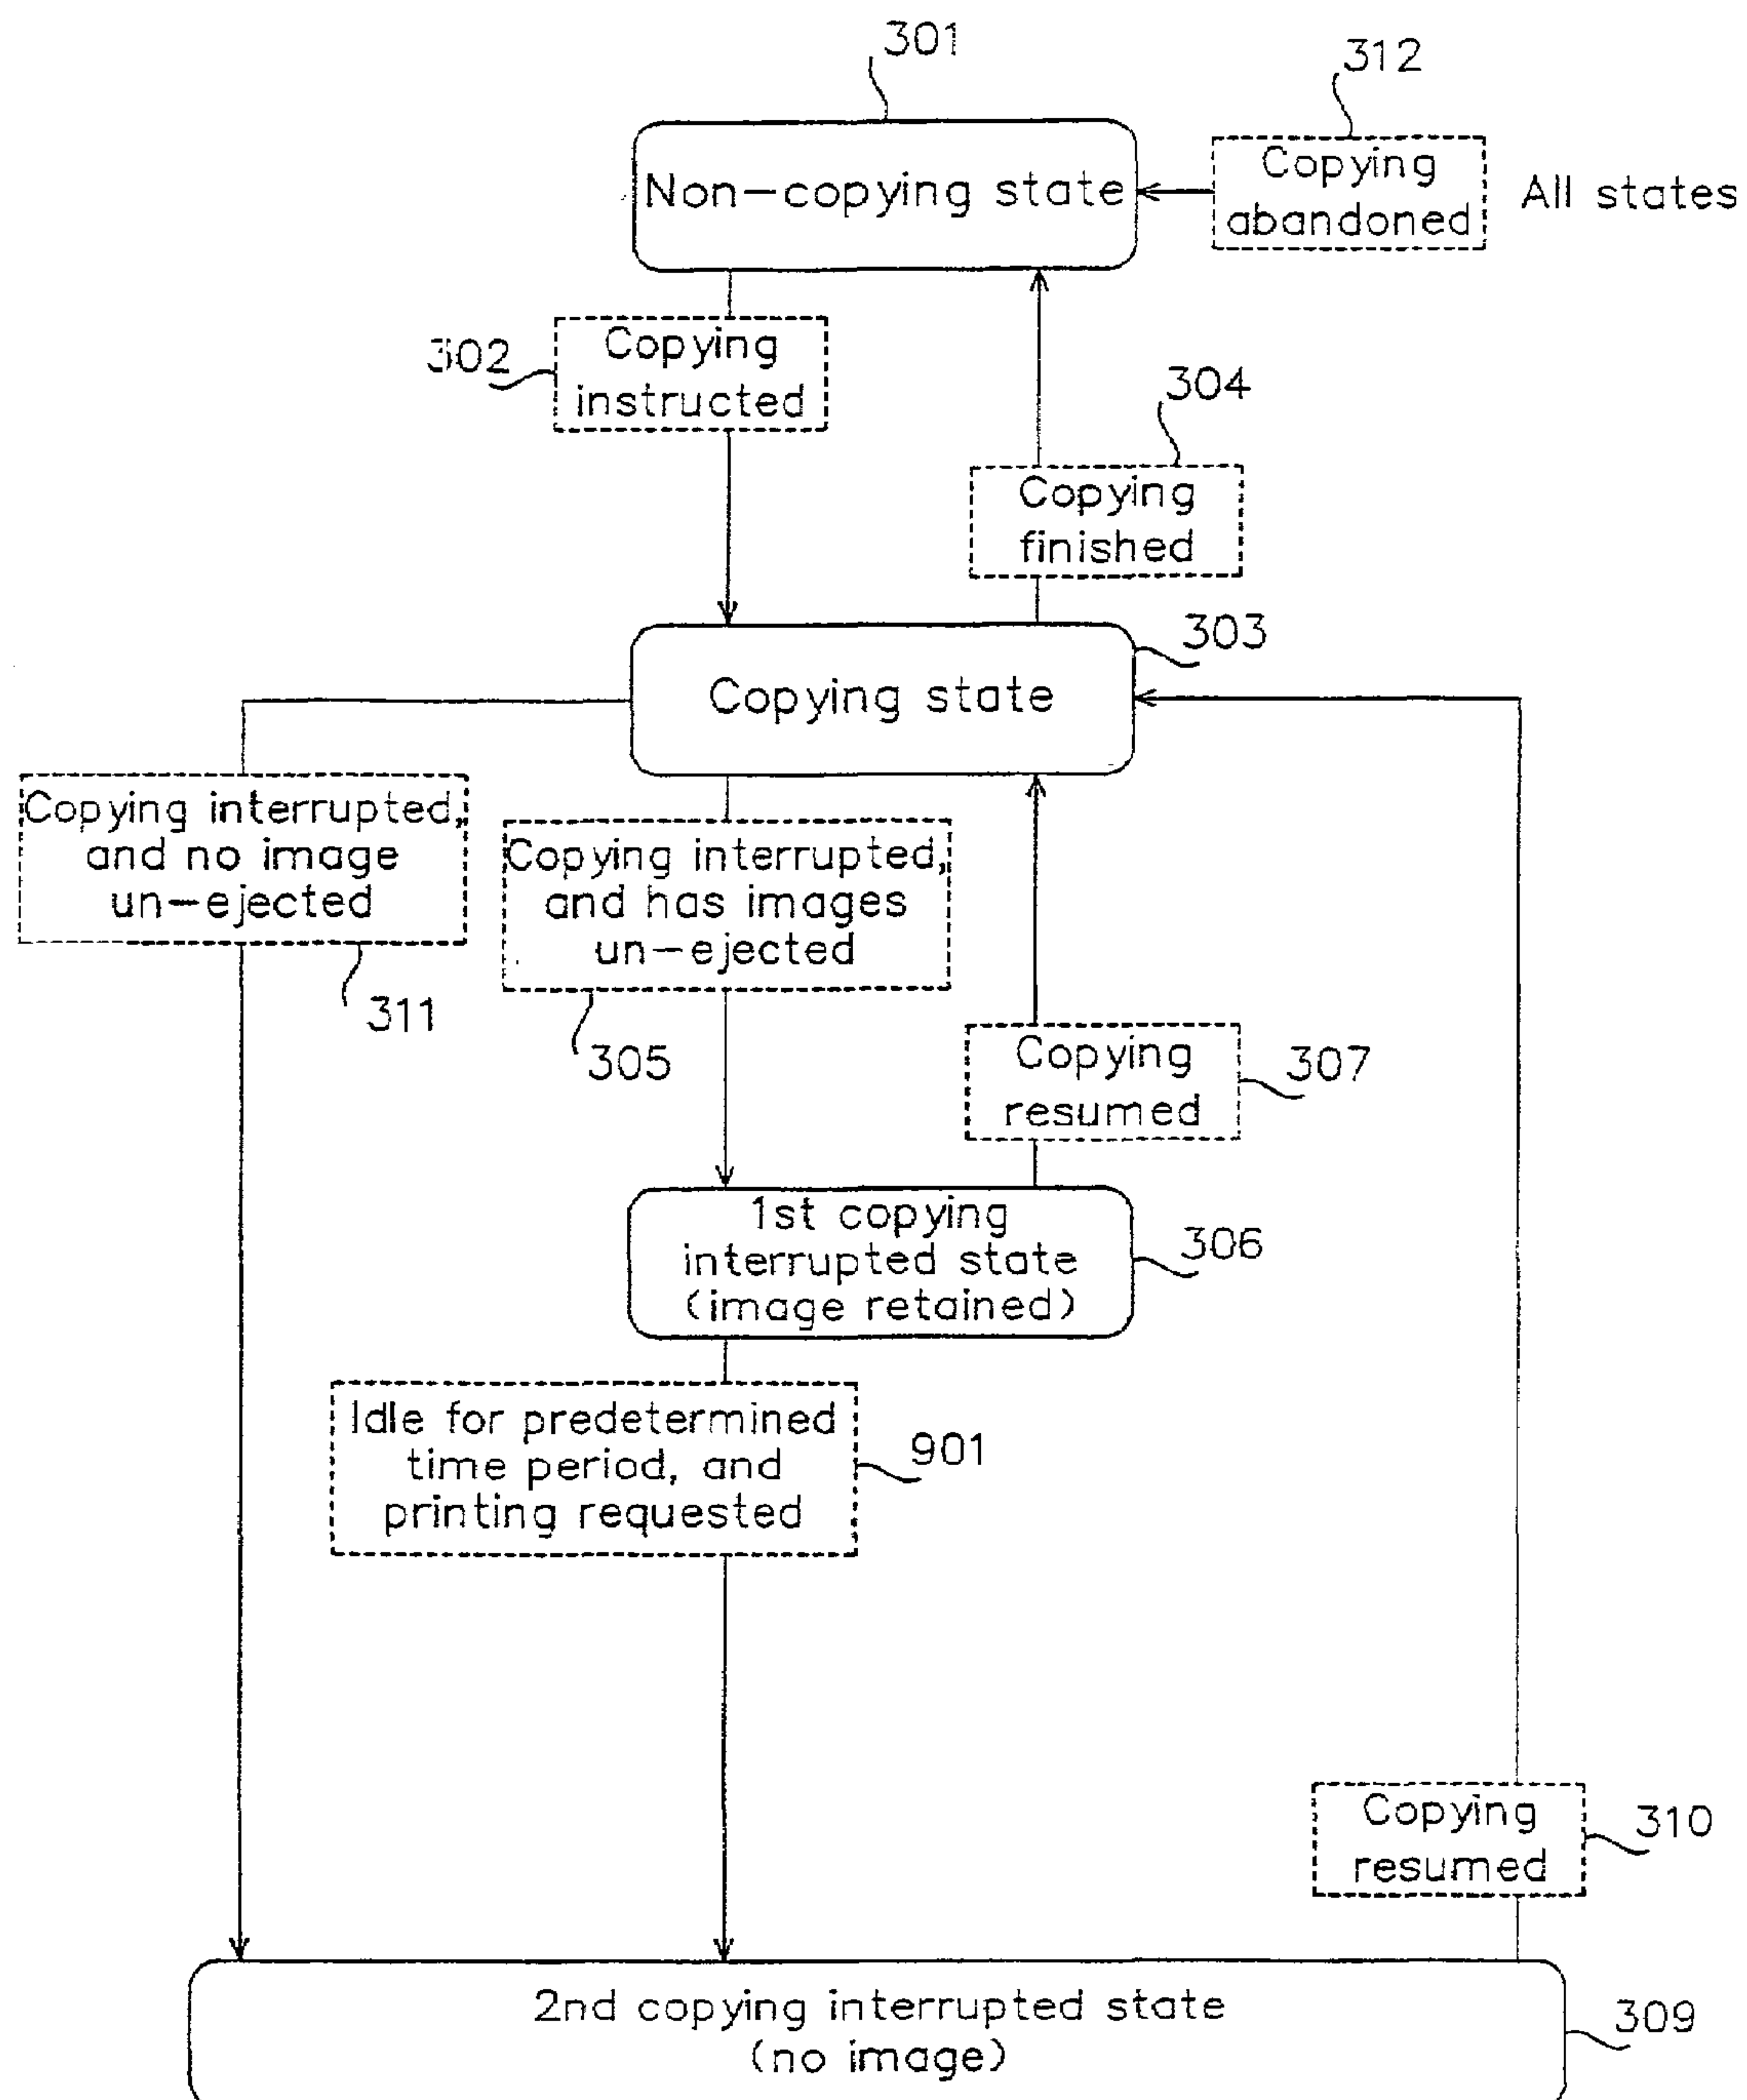 301
312
Non-copying state
Copying
abandoned
All states
302
Copying
instructed
304
Copying
finished
303
Copying state
Copying interrupted,
and no image
un-ejected
311
Copying interrupted,
and has images
un-ejected
305
Copying
resumed
307
1st copying
interrupted state
(image retained)
306
Idle for predetermined
time period, and
printing requested
901
Copying
resumed
310
2nd copying interrupted state
(no image)
309